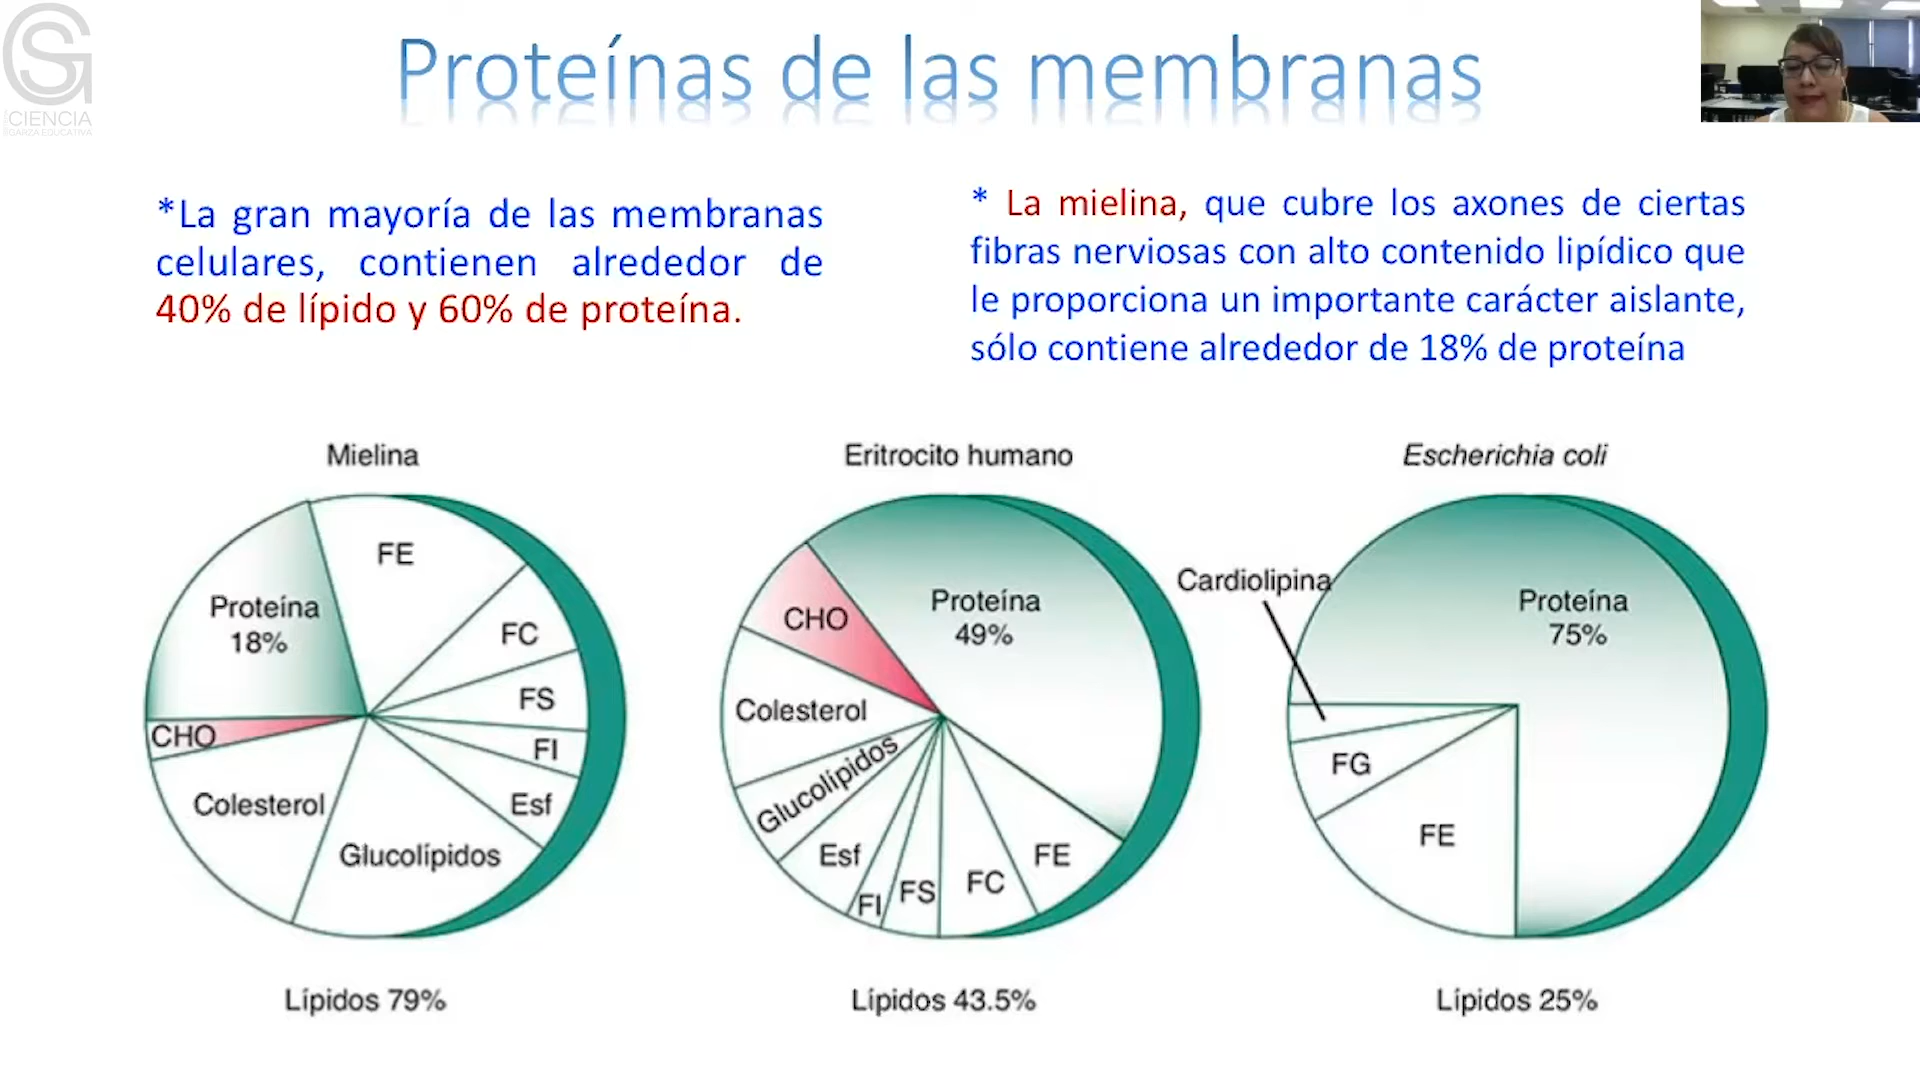 SG
CIENCIA
GARZA EDUCATIVA
Proteínas de las membranas
*La gran mayoría de las membranas
celulares, contienen alrededor de
40% de lípido y 60% de proteína.
* La mielina, que cubre los axones de ciertas
fibras nerviosas con alto contenido lipídico que
le proporciona un importante carácter aislante,
sólo contiene alrededor de 18% de proteína
Mielina
FE
Proteína
18%
FC
FS
CHO
FI
Colesterol
Esf
Glucolípidos
Lípidos 79%
Eritrocito humano
Proteína
49%
CHO
Colesterol
Glucolípidos
Esf
FI
FS
FC
FE
Lípidos 43.5%
Escherichia coli
Cardiolipina
Proteína
75%
FG
FE
Lípidos 25%